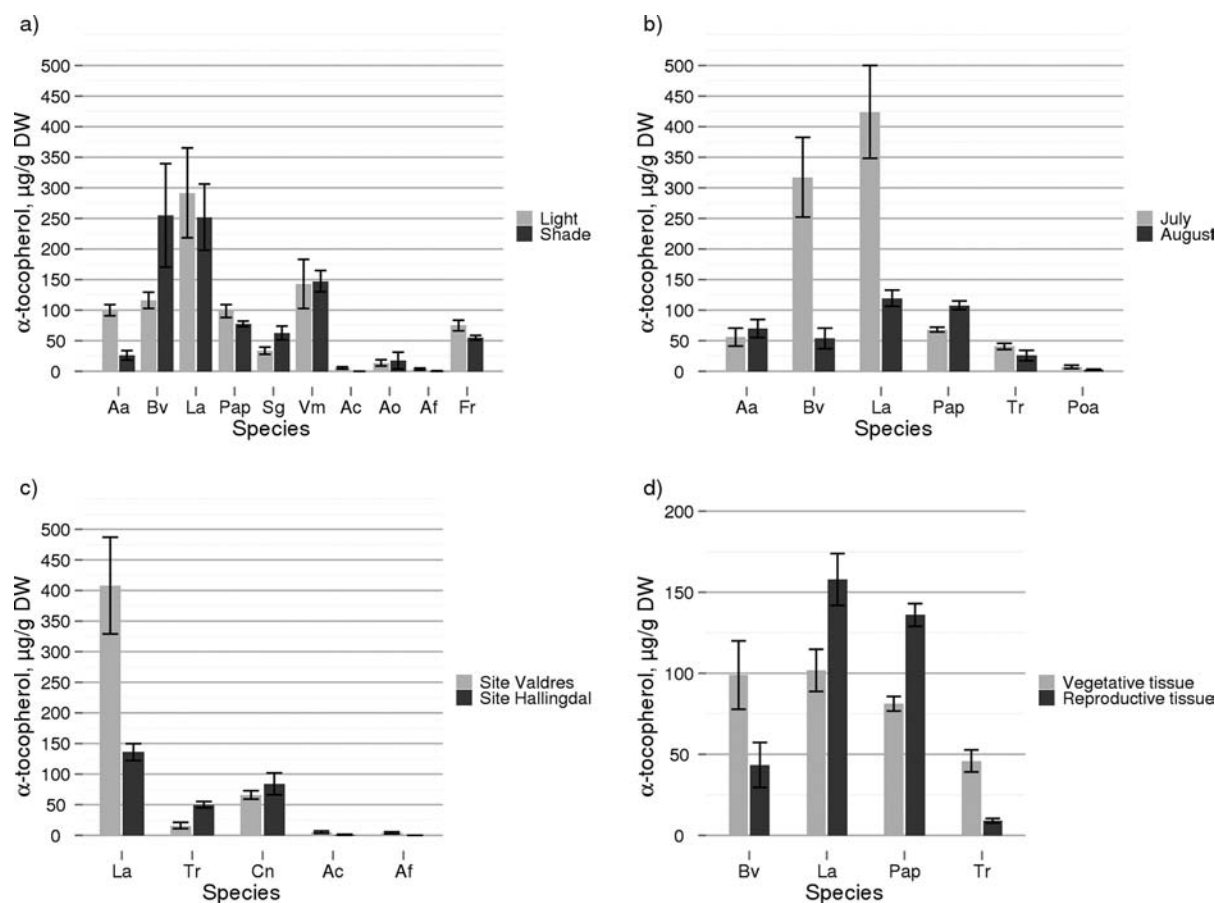 a)
α-tocopherol, µg/g DW
500
450
400
350
300
250
200
150
100
50
0
Aa Bv La Pap Sg Vm Ac Ao Af Fr
Species
Light
Shade
b)
α-tocopherol, µg/g DW
500
450
400
350
300
250
200
150
100
50
0
Aa Bv La Pap Tr Poa
Species
July
August
c)
α-tocopherol, µg/g DW
500
450
400
350
300
250
200
150
100
50
0
La Tr Cn Ac Af
Species
Site Valdres
Site Hallingdal
d)
α-tocopherol, µg/g DW
200
150
100
50
0
Bv La Pap Tr
Species
Vegetative tissue
Reproductive tissue